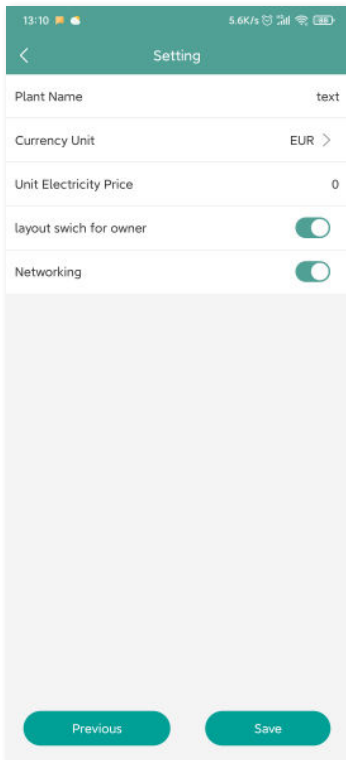 13:10 5.6K/s
Setting
Plant Name text
Currency Unit EUR >
Unit Electricity Price 0
layout swich for owner
Networking
Previous Save